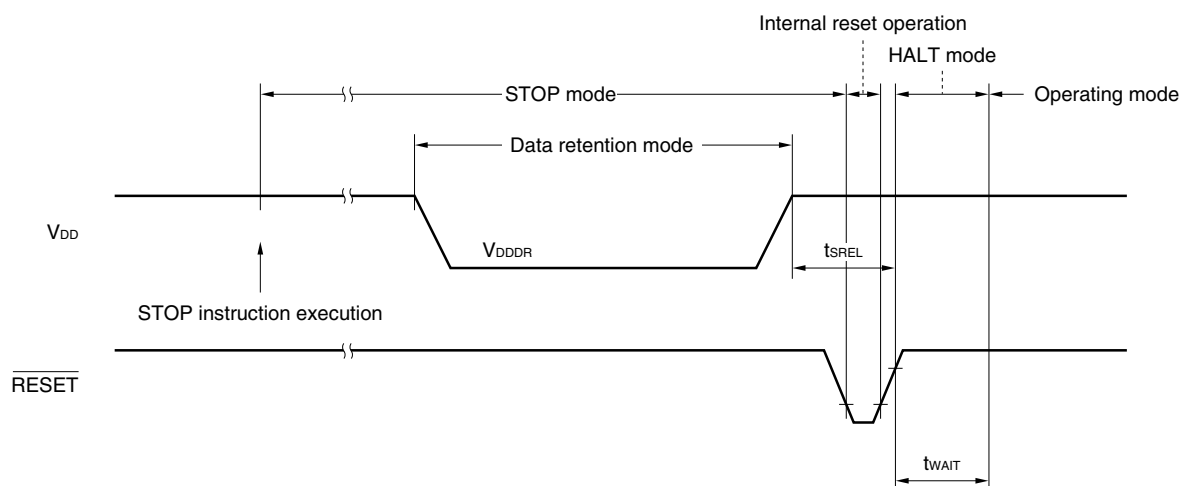 Internal reset operation
HALT mode
STOP mode
Operating mode
Data retention mode
VDD
VDDDR
tSREL
STOP instruction execution
RESET
tWAIT